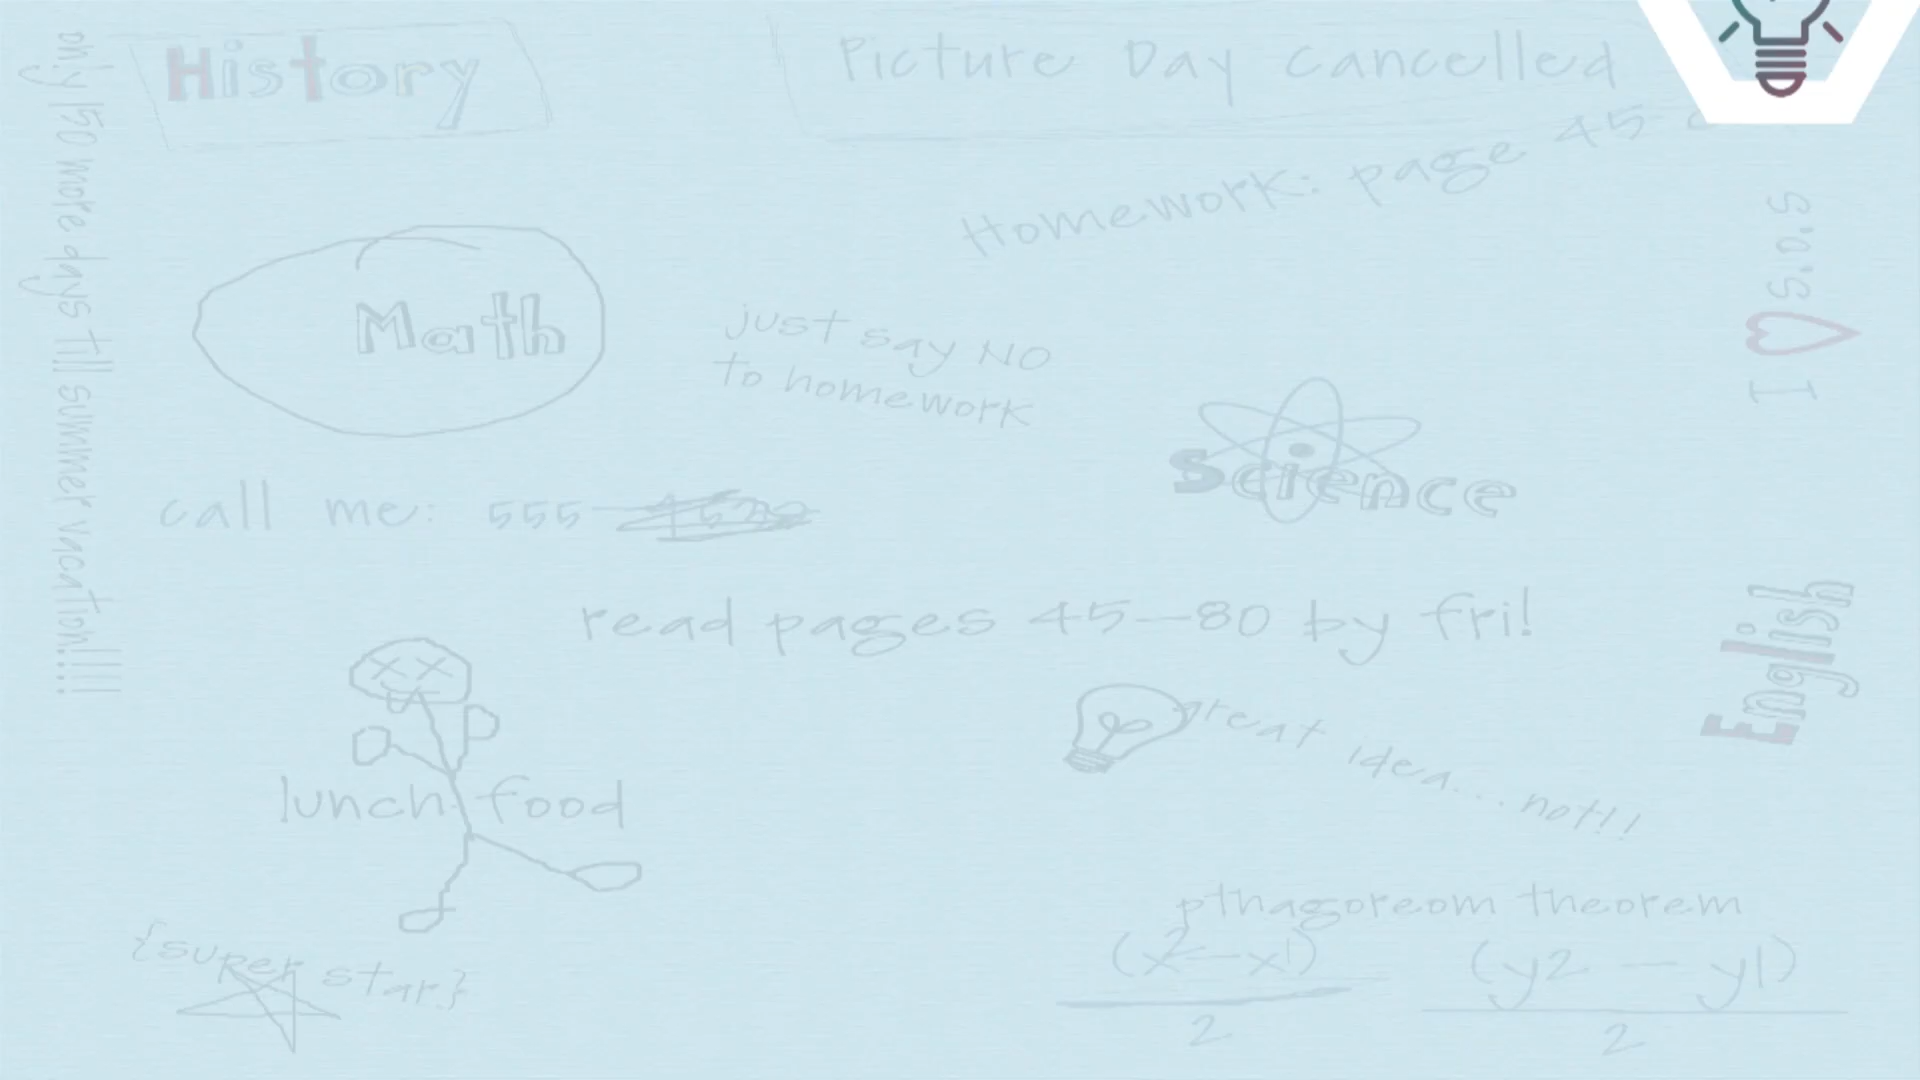 only 150 more days till summer vacation!!!!!
History
Picture Day Cancelled
Homework: page 45
Math
just say NO
to homework
I ♡ S.O.S
Science
call me: 555-
read pages 45-80 by fri!
English
great idea... not!!
lunch food
{super star}
pthagoreom theorem
(x2-x1)
2
(y2 - y1)
2